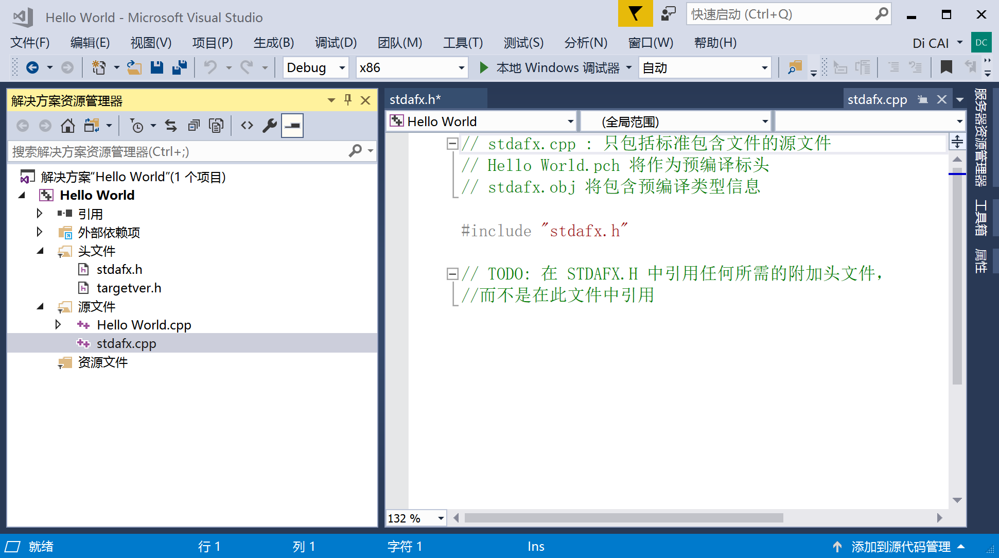 Hello World - Microsoft Visual Studio
快速启动 (Ctrl+Q)
文件(F) 编辑(E) 视图(V) 项目(P) 生成(B) 调试(D) 团队(M) 工具(T) 测试(S) 分析(N) 窗口(W) 帮助(H)
Di CAI DC
Debug x86 本地 Windows 调试器 自动
解决方案资源管理器
搜索解决方案资源管理器(Ctrl+;)
解决方案“Hello World”(1 个项目)
Hello World
引用
外部依赖项
头文件
stdafx.h
targetver.h
源文件
Hello World.cpp
stdafx.cpp
资源文件
stdafx.h* stdafx.cpp
Hello World (全局范围)
// stdafx.cpp : 只包括标准包含文件的源文件
// Hello World.pch 将作为预编译标头
// stdafx.obj 将包含预编译类型信息
#include "stdafx.h"
// TODO: 在 STDAFX.H 中引用任何所需的附加头文件，
//而不是在此文件中引用
132 %
服务器资源管理器
工具箱
属性
就绪 行 1 列 1 字符 1 Ins 添加到源代码管理